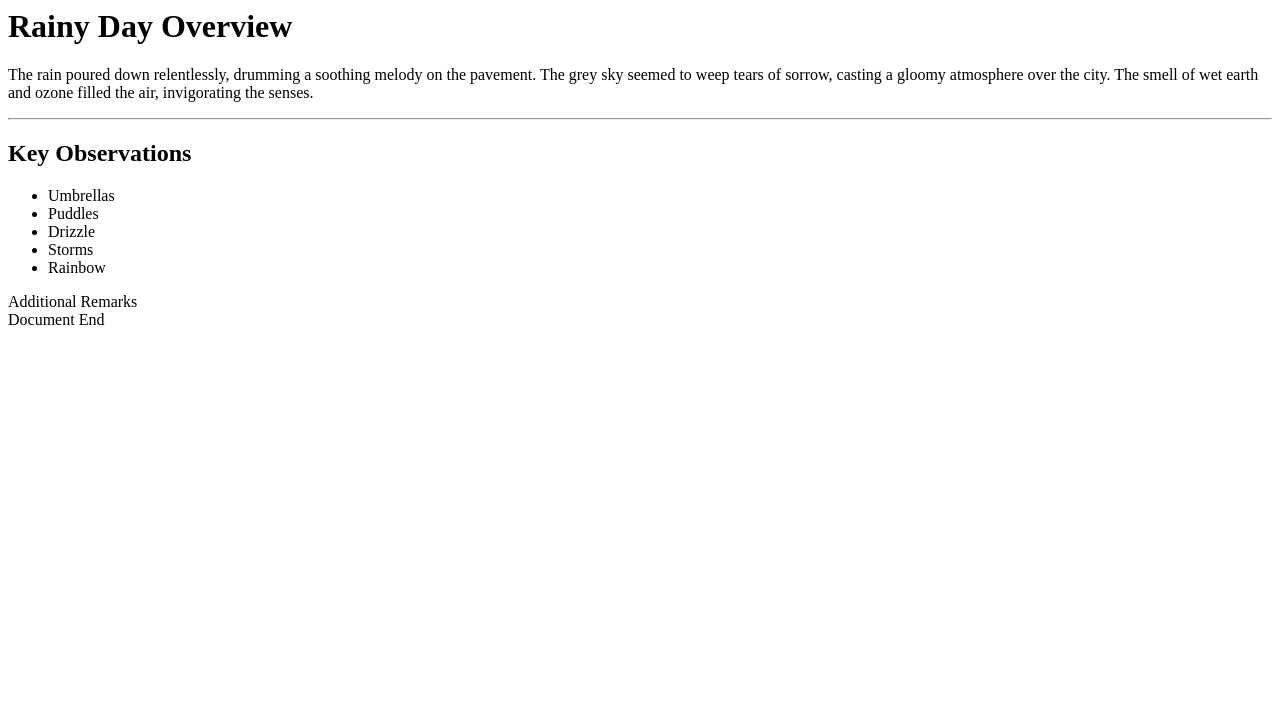 Rainy Day Overview
The rain poured down relentlessly, drumming a soothing melody on the pavement. The grey sky seemed to weep tears of sorrow, casting a gloomy atmosphere over the city. The smell of wet earth
and ozone filled the air, invigorating the senses.
Key Observations
Umbrellas
Puddles
Drizzle
Storms
Rainbow
Additional Remarks
Document End